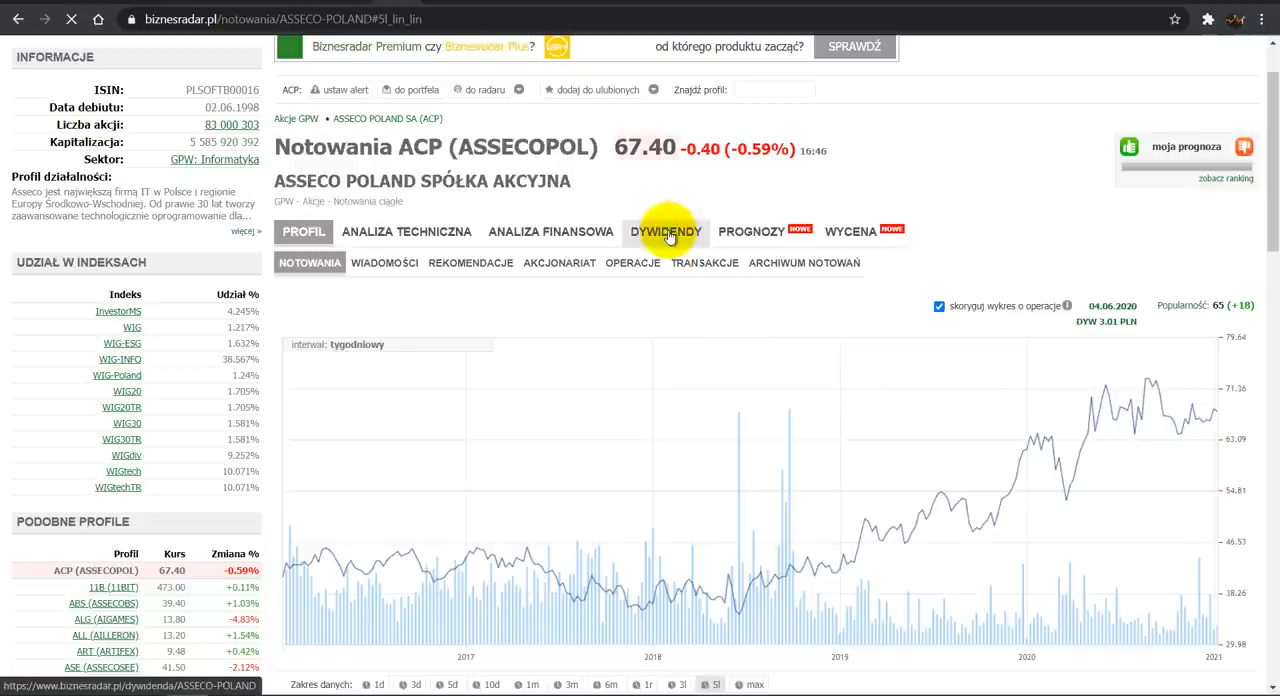 biznesradar.pl/notowania/ASSECO-POLAND#5l_lin_lin
INFORMACJE
ISIN: PLSOFTB00016
Data debiutu: 02.06.1998
Liczba akcji: 83 000 303
Kapitalizacja: 5 585 920 392
Sektor: GPW: Informatyka
Profil działalności:
Asseco jest największą firmą IT w Polsce i regionie
Europy Środkowo-Wschodniej. Od prawie 30 lat tworzy
zaawansowane technologicznie oprogramowanie dla...
więcej »
UDZIAŁ W INDEKSACH
Indeks Udział %
InvestorMS 4.245%
WIG 1.217%
WIG-ESG 1.632%
WIG-INFO 38.567%
WIG-Poland 1.24%
WIG20 1.705%
WIG20TR 1.705%
WIG30 1.581%
WIG30TR 1.581%
WIGdiv 9.252%
WIGtech 10.071%
WIGtechTR 10.071%
PODOBNE PROFILE
Profil Kurs Zmiana %
ACP (ASSECOPOL) 67.40 -0.59%
11B (11BIT) 473.00 +0.11%
ABS (ASSECOBS) 39.40 +1.03%
ALG (AIGAMES) 13.80 -4.83%
ALL (AILLERON) 13.20 +1.54%
ART (ARTIFEX) 9.48 +0.42%
ASE (ASSECOSEE) 41.50 -2.12%
https://www.biznesradar.pl/dywidenda/ASSECO-POLAND
Biznesradar Premium czy Biznesradar Plus? od którego produktu zacząć? SPRAWDŹ
ACP: ustaw alert do portfela do radaru dodaj do ulubionych Znajdź profil:
Akcje GPW • ASSECO POLAND SA (ACP)
Notowania ACP (ASSECOPOL) 67.40 -0.40 (-0.59%) 16:46
ASSECO POLAND SPÓŁKA AKCYJNA
GPW - Akcje - Notowania ciągłe
moja prognoza
zobacz ranking
PROFIL ANALIZA TECHNICZNA ANALIZA FINANSOWA DYWIDENDY PROGNOZY NOWE WYCENA NOWE
NOTOWANIA WIADOMOŚCI REKOMENDACJE AKCJONARIAT OPERACJE TRANSAKCJE ARCHIWUM NOTOWAŃ
skoryguj wykres o operacje 04.06.2020 Popularność: 65 (+18)
DYW 3.01 PLN
interwał: tygodniowy
79.64
71.36
63.09
54.81
46.53
38.26
29.98
2017 2018 2019 2020 2021
Zakres danych: 1d 3d 5d 10d 1m 3m 6m 1r 3l 5l max